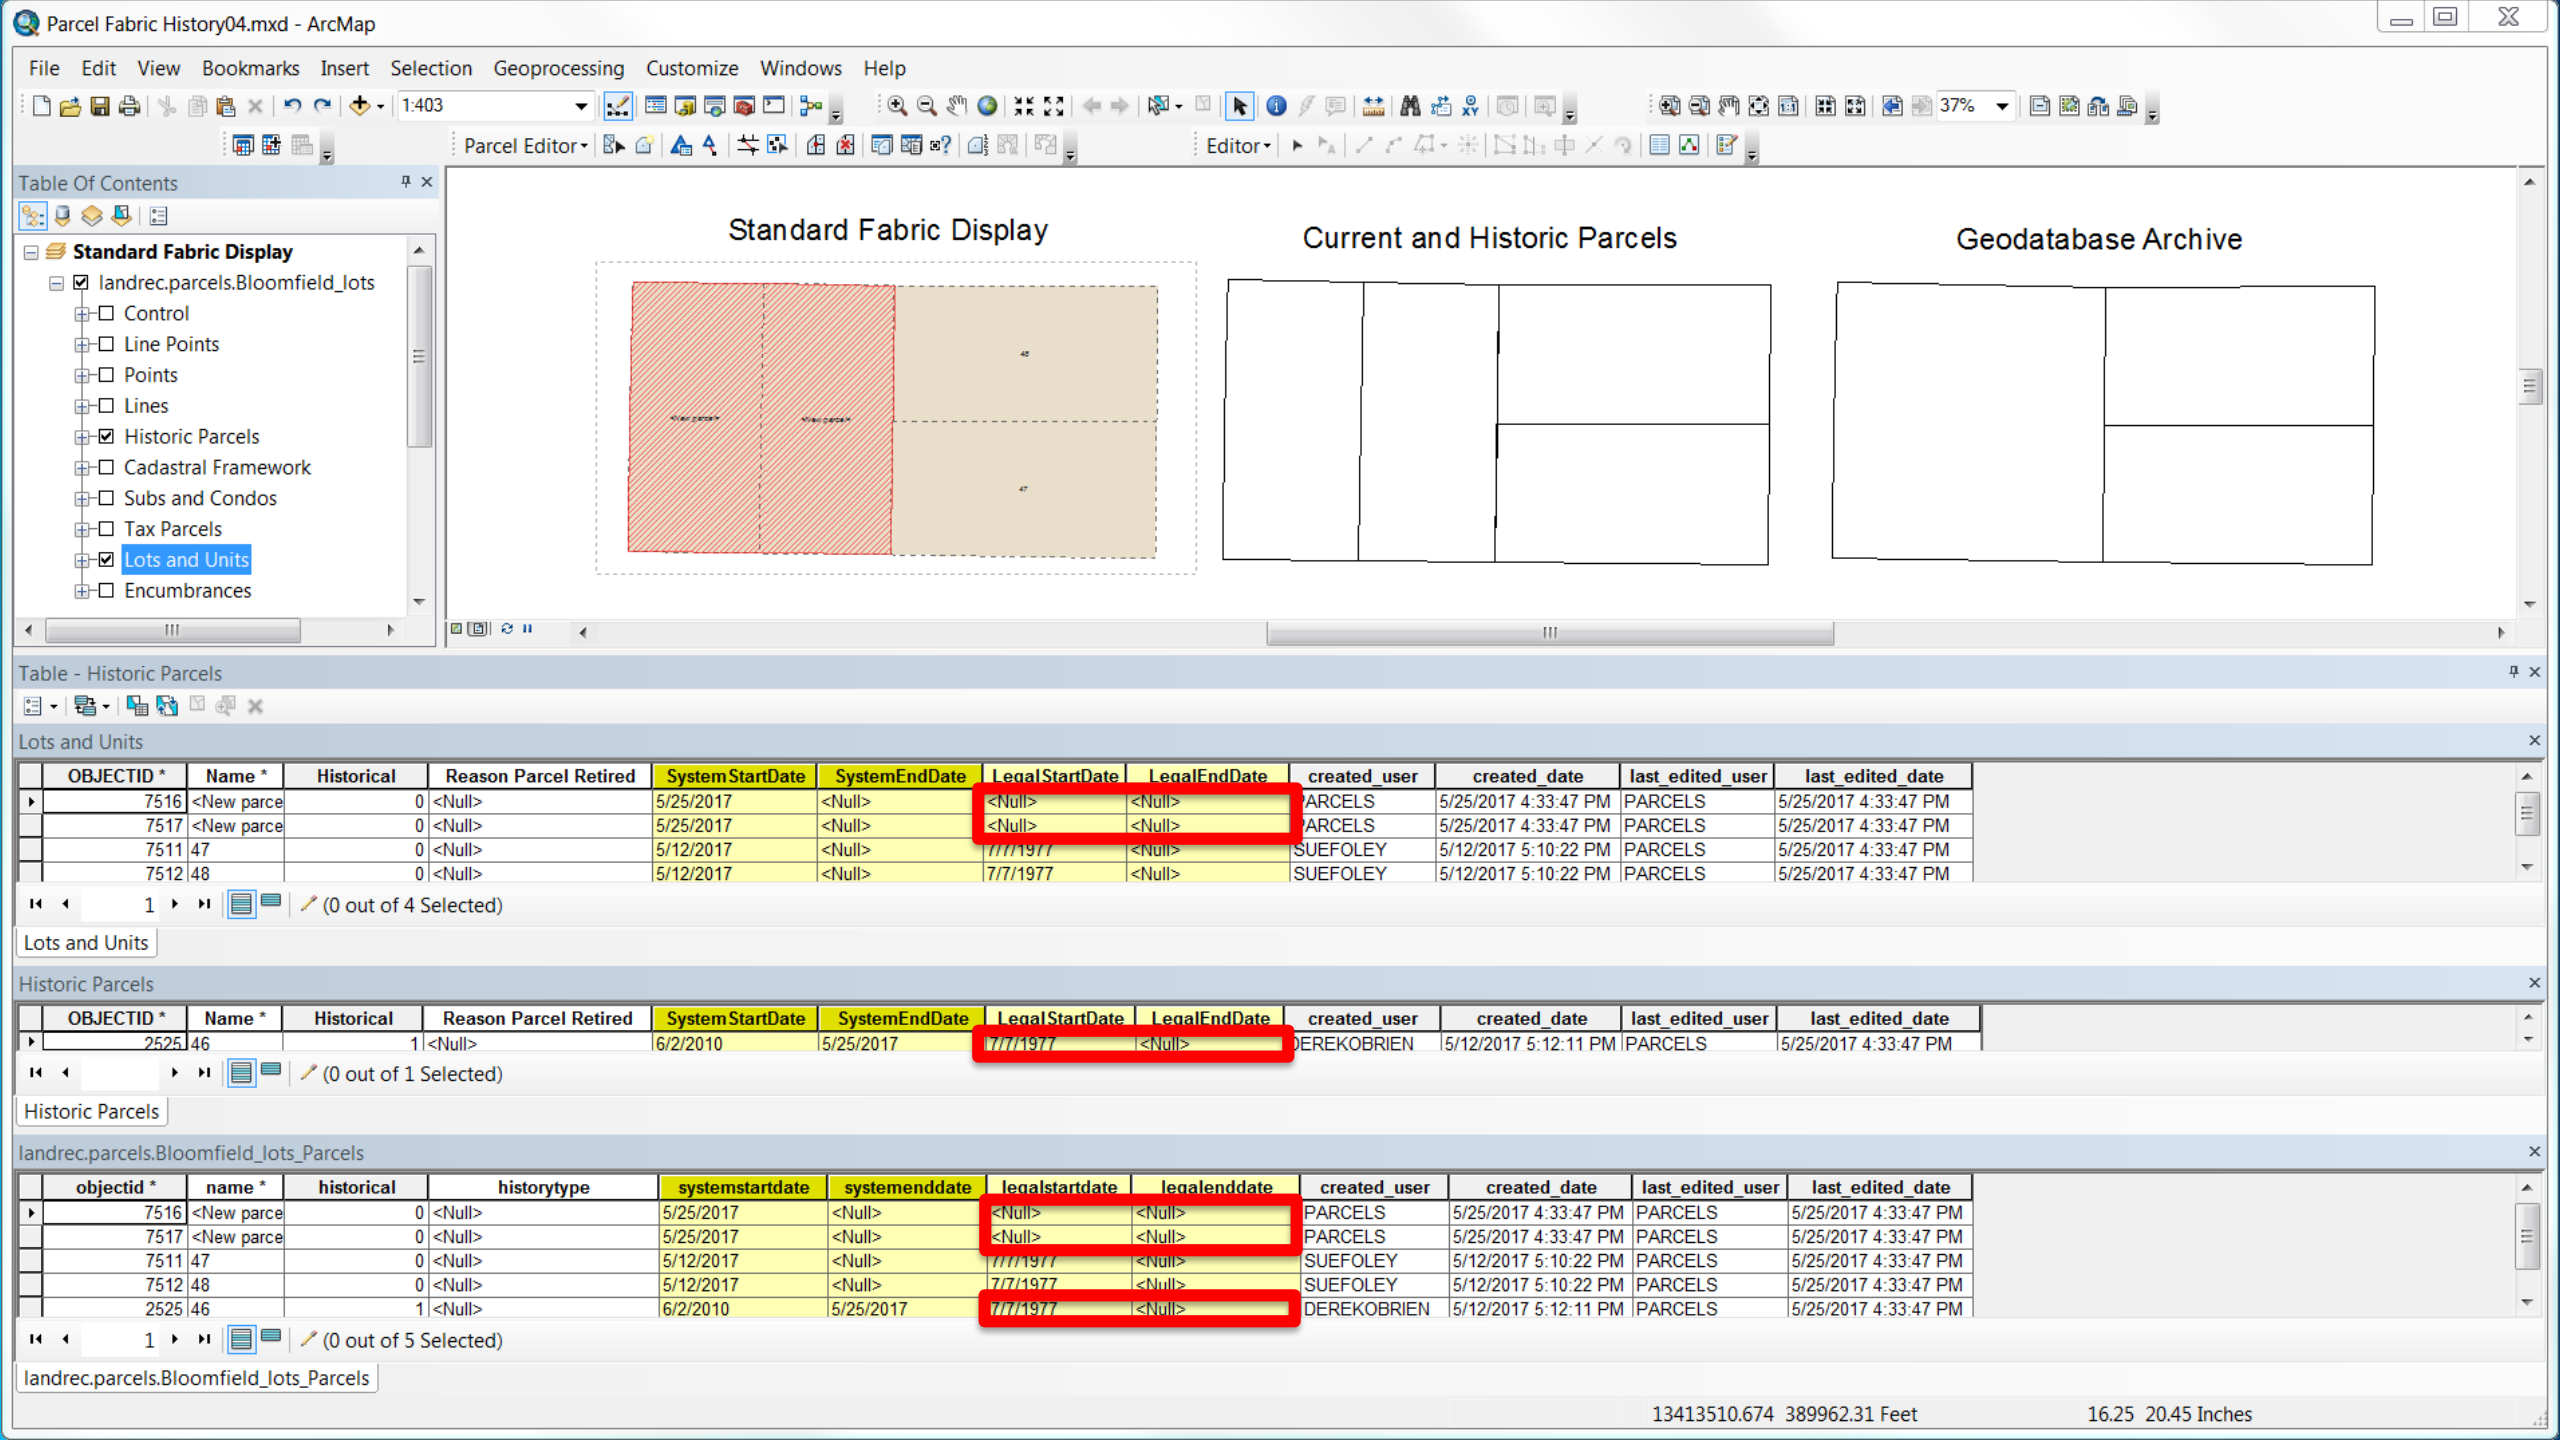 Parcel Fabric History04.mxd - ArcMap
File Edit View Bookmarks Insert Selection Geoprocessing Customize Windows Help
1:403
37%
Parcel Editor
Editor
Table Of Contents
Standard Fabric Display
landrec.parcels.Bloomfield_lots
Control
Line Points
Points
Lines
Historic Parcels
Cadastral Framework
Subs and Condos
Tax Parcels
Lots and Units
Encumbrances
Standard Fabric Display
Current and Historic Parcels
Geodatabase Archive
48
<New parcel> <New parcel>
47
Table - Historic Parcels
Lots and Units
OBJECTID * Name * Historical Reason Parcel Retired SystemStartDate SystemEndDate LegalStartDate LegalEndDate created_user created_date last_edited_user last_edited_date
7516 <New parce 0 <Null> 5/25/2017 <Null> <Null> <Null> PARCELS 5/25/2017 4:33:47 PM PARCELS 5/25/2017 4:33:47 PM
7517 <New parce 0 <Null> 5/25/2017 <Null> <Null> <Null> PARCELS 5/25/2017 4:33:47 PM PARCELS 5/25/2017 4:33:47 PM
7511 47 0 <Null> 5/12/2017 <Null> 7/7/1977 <Null> SUEFOLEY 5/12/2017 5:10:22 PM PARCELS 5/25/2017 4:33:47 PM
7512 48 0 <Null> 5/12/2017 <Null> 7/7/1977 <Null> SUEFOLEY 5/12/2017 5:10:22 PM PARCELS 5/25/2017 4:33:47 PM
1 (0 out of 4 Selected)
Lots and Units
Historic Parcels
OBJECTID * Name * Historical Reason Parcel Retired SystemStartDate SystemEndDate LegalStartDate LegalEndDate created_user created_date last_edited_user last_edited_date
2525 46 1 <Null> 6/2/2010 5/25/2017 7/7/1977 <Null> DEREKOBRIEN 5/12/2017 5:12:11 PM PARCELS 5/25/2017 4:33:47 PM
(0 out of 1 Selected)
Historic Parcels
landrec.parcels.Bloomfield_lots_Parcels
objectid * name * historical historytype systemstartdate systemenddate legalstartdate legalenddate created_user created_date last_edited_user last_edited_date
7516 <New parce 0 <Null> 5/25/2017 <Null> <Null> <Null> PARCELS 5/25/2017 4:33:47 PM PARCELS 5/25/2017 4:33:47 PM
7517 <New parce 0 <Null> 5/25/2017 <Null> <Null> <Null> PARCELS 5/25/2017 4:33:47 PM PARCELS 5/25/2017 4:33:47 PM
7511 47 0 <Null> 5/12/2017 <Null> 7/7/1977 <Null> SUEFOLEY 5/12/2017 5:10:22 PM PARCELS 5/25/2017 4:33:47 PM
7512 48 0 <Null> 5/12/2017 <Null> 7/7/1977 <Null> SUEFOLEY 5/12/2017 5:10:22 PM PARCELS 5/25/2017 4:33:47 PM
2525 46 1 <Null> 6/2/2010 5/25/2017 7/7/1977 <Null> DEREKOBRIEN 5/12/2017 5:12:11 PM PARCELS 5/25/2017 4:33:47 PM
1 (0 out of 5 Selected)
landrec.parcels.Bloomfield_lots_Parcels
13413510.674 389962.31 Feet 16.25 20.45 Inches